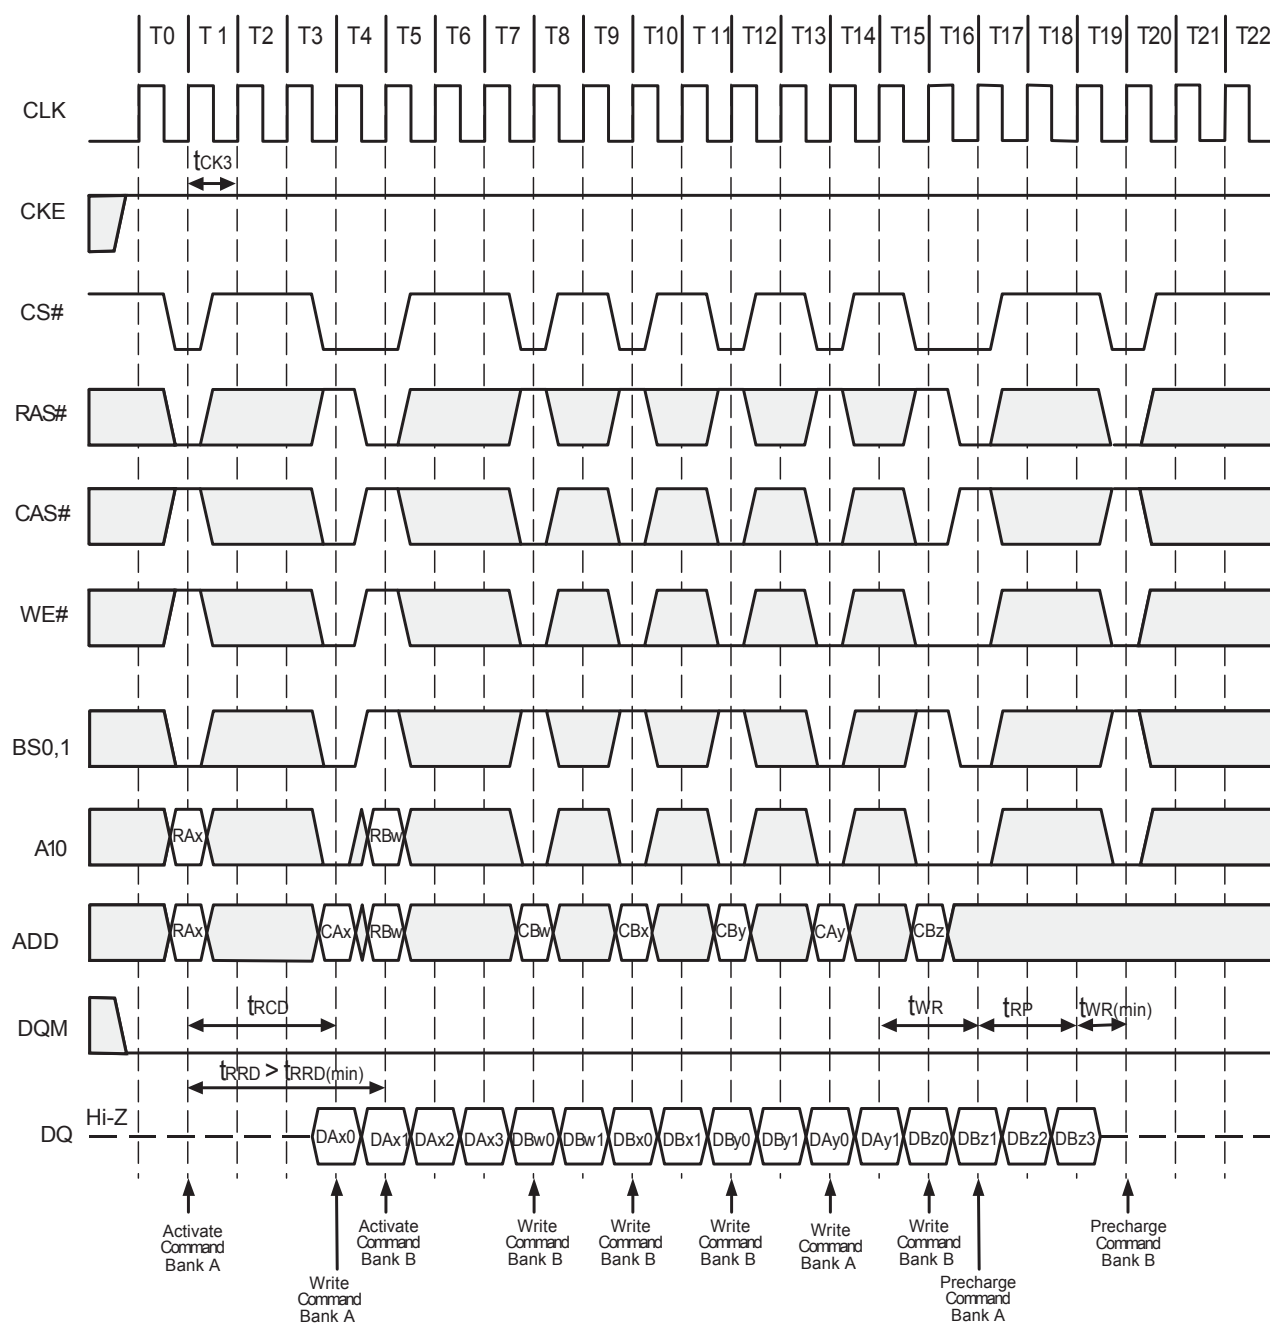 T0 T 1 T2 T3 T4 T5 T6 T7 T8 T9 T10 T 11 T12 T13 T14 T15 T16 T17 T18 T19 T20 T21 T22
CLK
tCK3
CKE
CS#
RAS#
CAS#
WE#
BS0,1
A10
RAx RBw
ADD
RAx CAx RBw CBw CBx CBy CAy CBz
DQM
tRCD tWR tRP tWR(min)
tRRD > tRRD(min)
Hi-Z
DQ
DAx0 DAx1 DAx2 DAx3 DBw0 DBw1 DBx0 DBx1 DBy0 DBy1 DAy0 DAy1 DBz0 DBz1 DBz2 DBz3
Activate
Command
Bank A
Write
Command
Bank A
Activate
Command
Bank B
Write
Command
Bank B
Write
Command
Bank B
Write
Command
Bank B
Write
Command
Bank A
Write
Command
Bank B
Precharge
Command
Bank A
Precharge
Command
Bank B